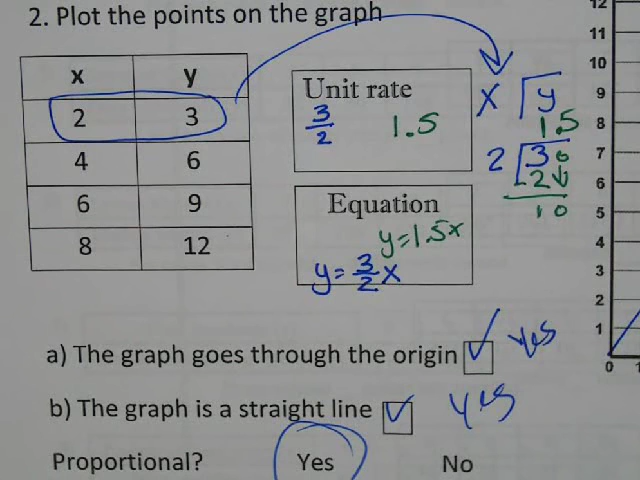 2. Plot the points on the graph
x y
2 3
4 6
6 9
8 12
Unit rate
3/2 1.5
Equation
y=1.5x
y=3/2x
x y
1.5
2 30
-2
10
12
11
10
9
8
7
6
5
4
3
2
1
0
a) The graph goes through the origin ✓ yes
b) The graph is a straight line ✓ yes
Proportional? Yes No